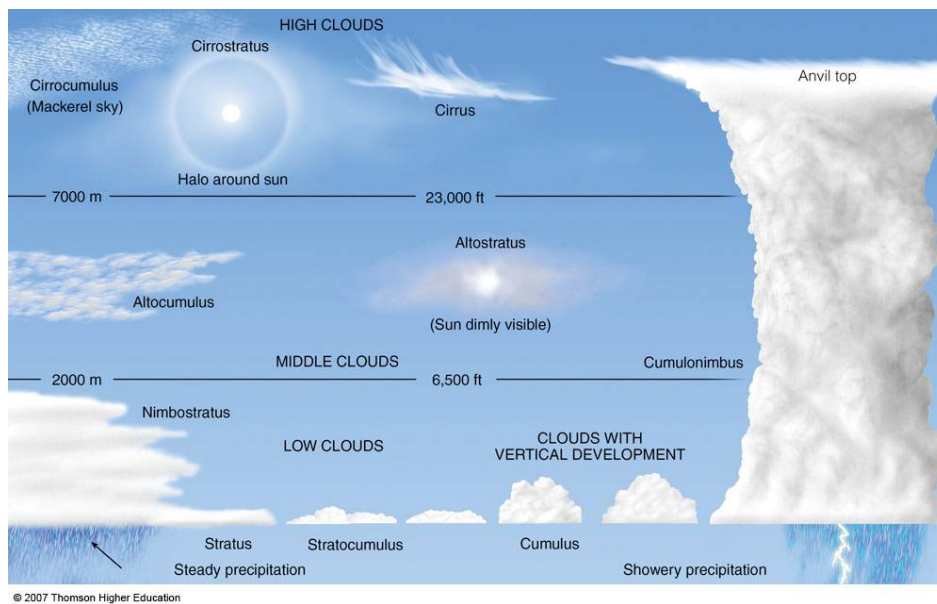 HIGH CLOUDS
Cirrostratus
Cirrocumulus
(Mackerel sky)
Cirrus
Anvil top
Halo around sun
7000 m
23,000 ft
Altostratus
Altocumulus
(Sun dimly visible)
MIDDLE CLOUDS
Cumulonimbus
2000 m
6,500 ft
Nimbostratus
LOW CLOUDS
CLOUDS WITH
VERTICAL DEVELOPMENT
Stratus
Stratocumulus
Cumulus
Steady precipitation
Showery precipitation
© 2007 Thomson Higher Education